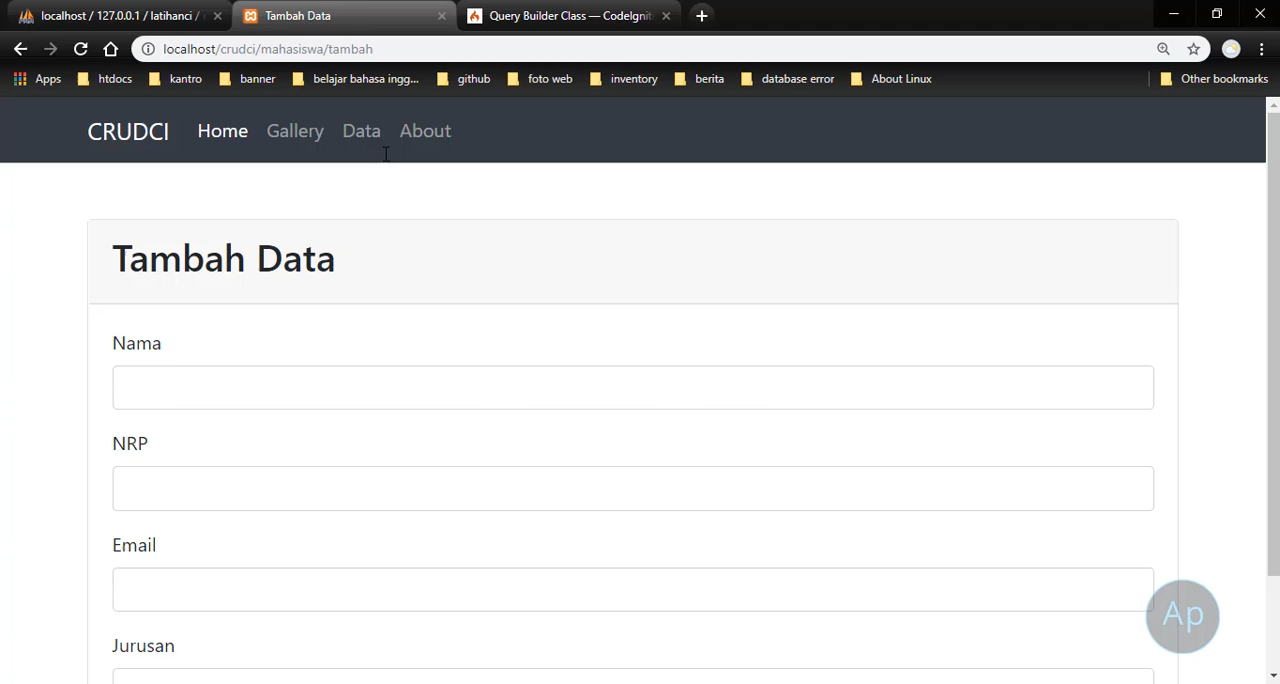 localhost / 127.0.0.1 / latihanci /
Tambah Data
Query Builder Class — CodeIgnit
localhost/crudci/mahasiswa/tambah
Apps htdocs kantro banner belajar bahasa ingg... github foto web inventory berita database error About Linux Other bookmarks
CRUDCI Home Gallery Data About
Tambah Data
Nama
NRP
Email
Jurusan
Ap